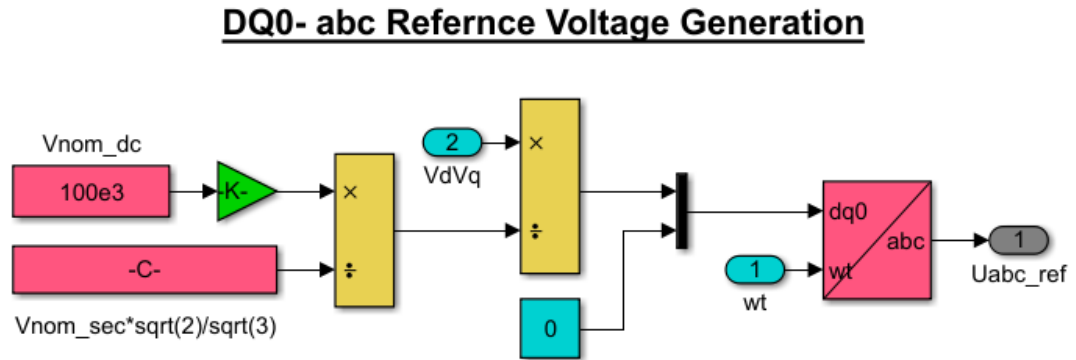 DQ0- abc Refernce Voltage Generation
Vnom_dc
100e3
-K-
×
÷
-C-
Vnom_sec*sqrt(2)/sqrt(3)
2
VdVq
×
÷
0
dq0
wt
abc
1
wt
1
Uabc_ref